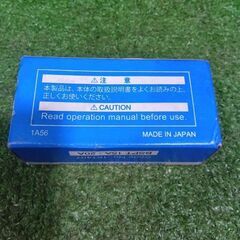 ⚠注　意
本製品は、本体の取扱説明書をよくお読みの上、
正しくお使いください。
⚠CAUTION
Read operation manual before use.
1A56
MADE IN JAPAN